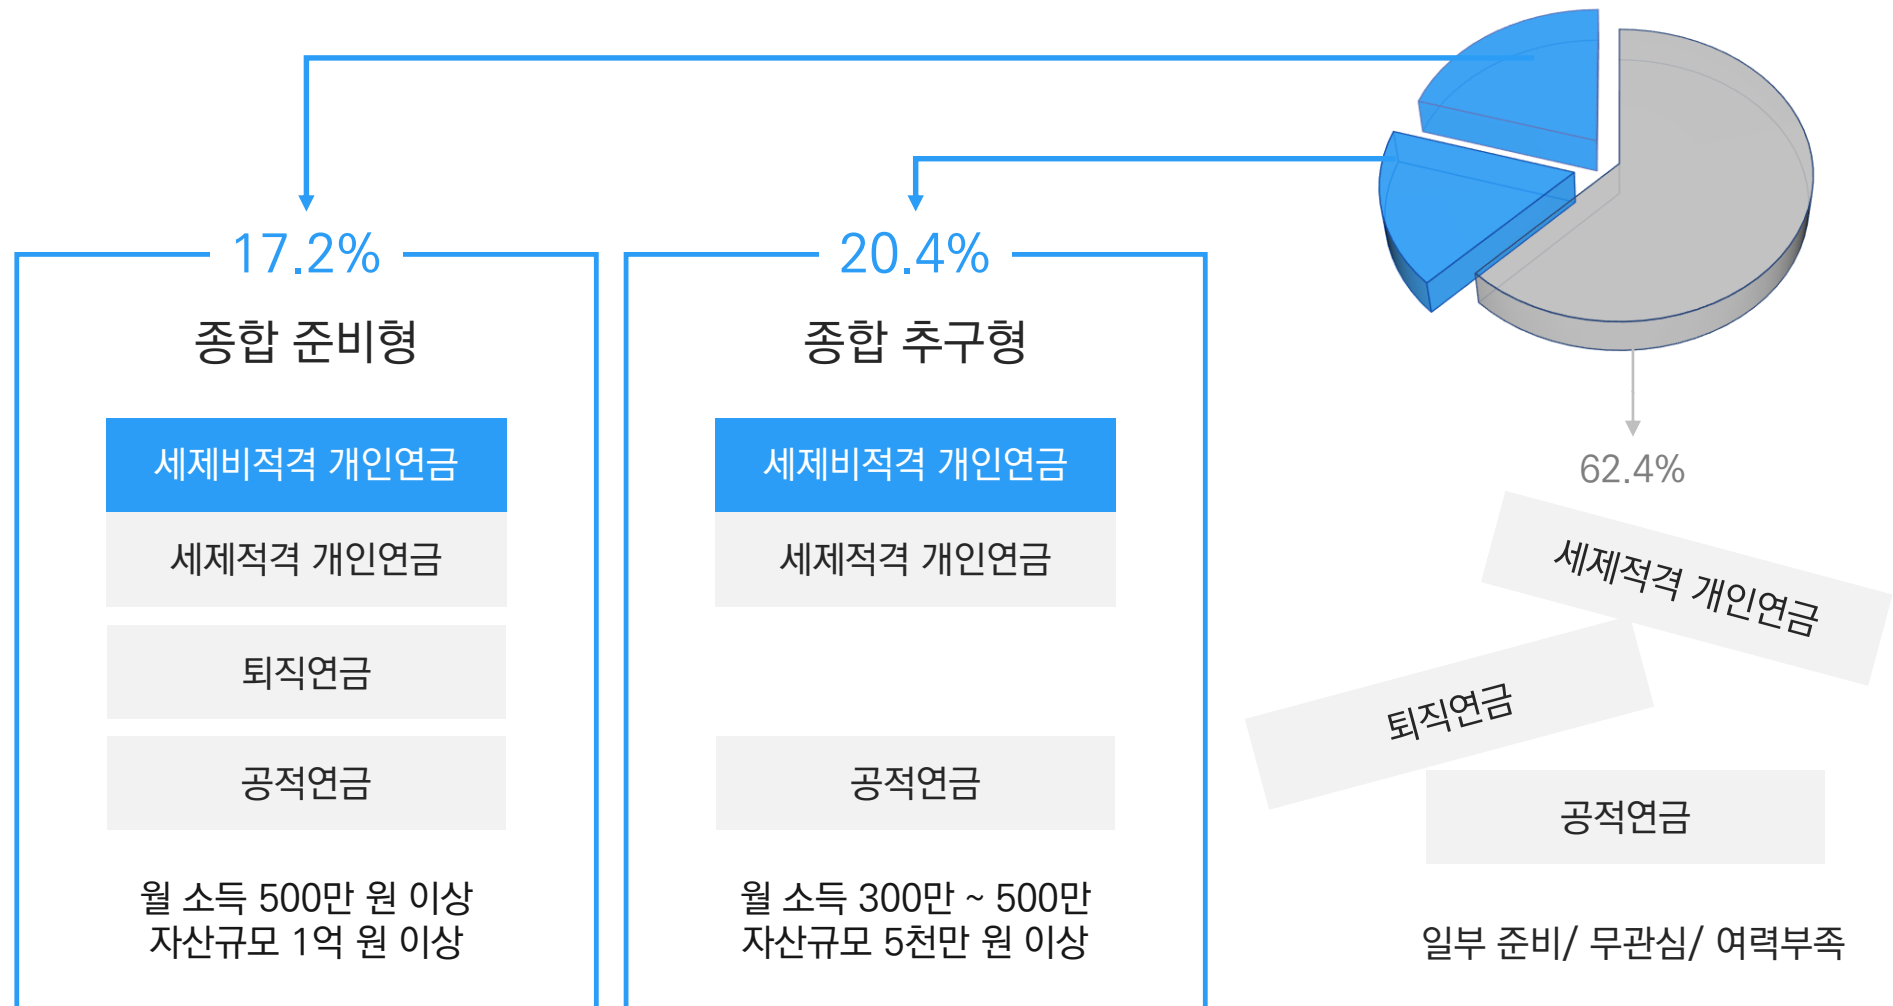 17.2%
종합 준비형
세제비적격 개인연금
세제적격 개인연금
퇴직연금
공적연금
월 소득 500만 원 이상
자산규모 1억 원 이상
20.4%
종합 추구형
세제비적격 개인연금
세제적격 개인연금
공적연금
월 소득 300만 ~ 500만
자산규모 5천만 원 이상
62.4%
세제적격 개인연금
퇴직연금
공적연금
일부 준비/ 무관심/ 여력부족